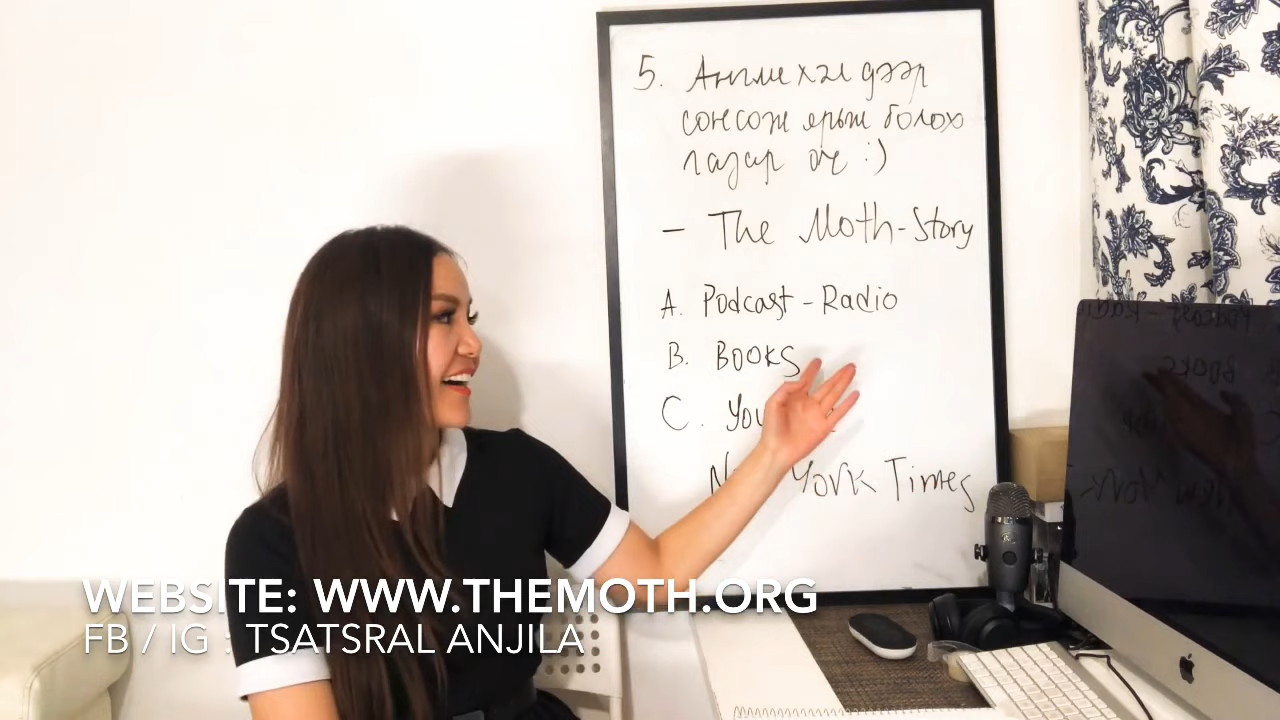 5. Англи хэл дээр
сонсож ярьж болох
газар оч :)
- The Moth-Story
A. Podcast - Radio
B. BOOKS
C.
York Times
WEBSITE: WWW.THEMOTH.ORG
FB / IG : TSATSRAL ANJILA